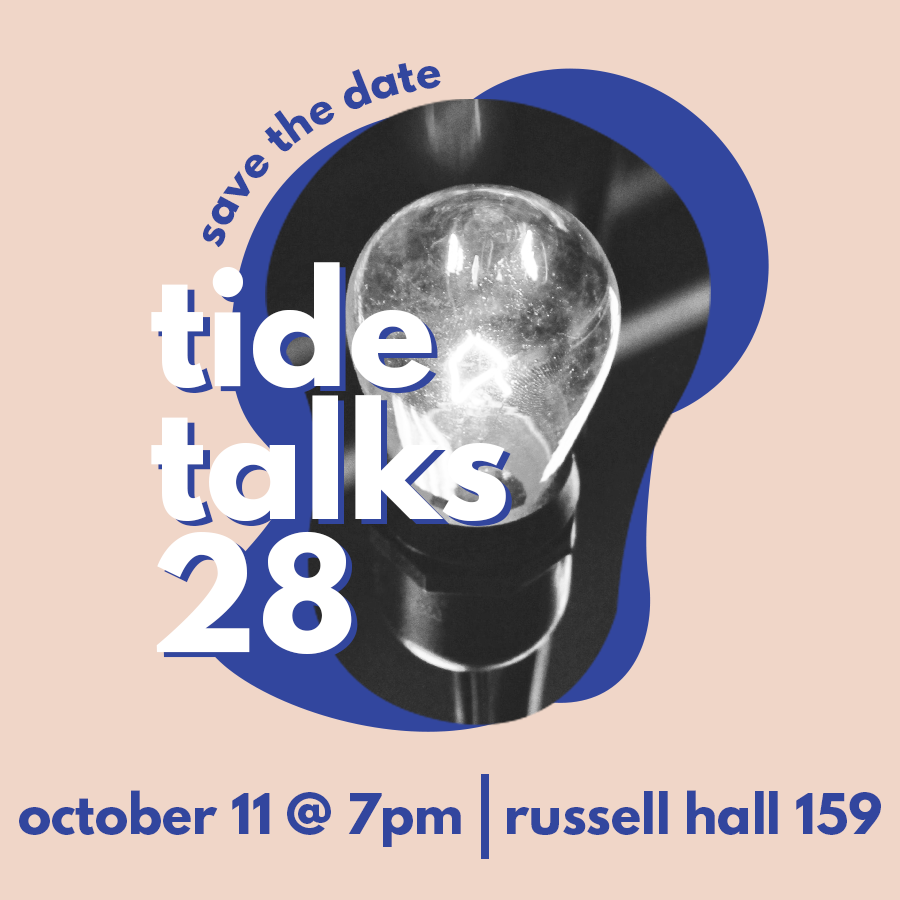 save the date
tide
talks
28
october 11 @ 7pm | russell hall 159